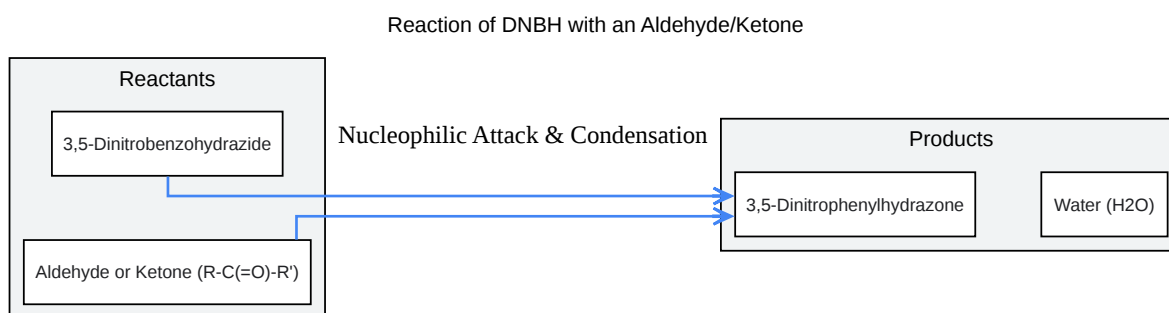 Reaction of DNBH with an Aldehyde/Ketone
Reactants
3,5-Dinitrobenzohydrazide
Aldehyde or Ketone (R-C(=O)-R')
Nucleophilic Attack & Condensation
Products
3,5-Dinitrophenylhydrazone
Water (H2O)